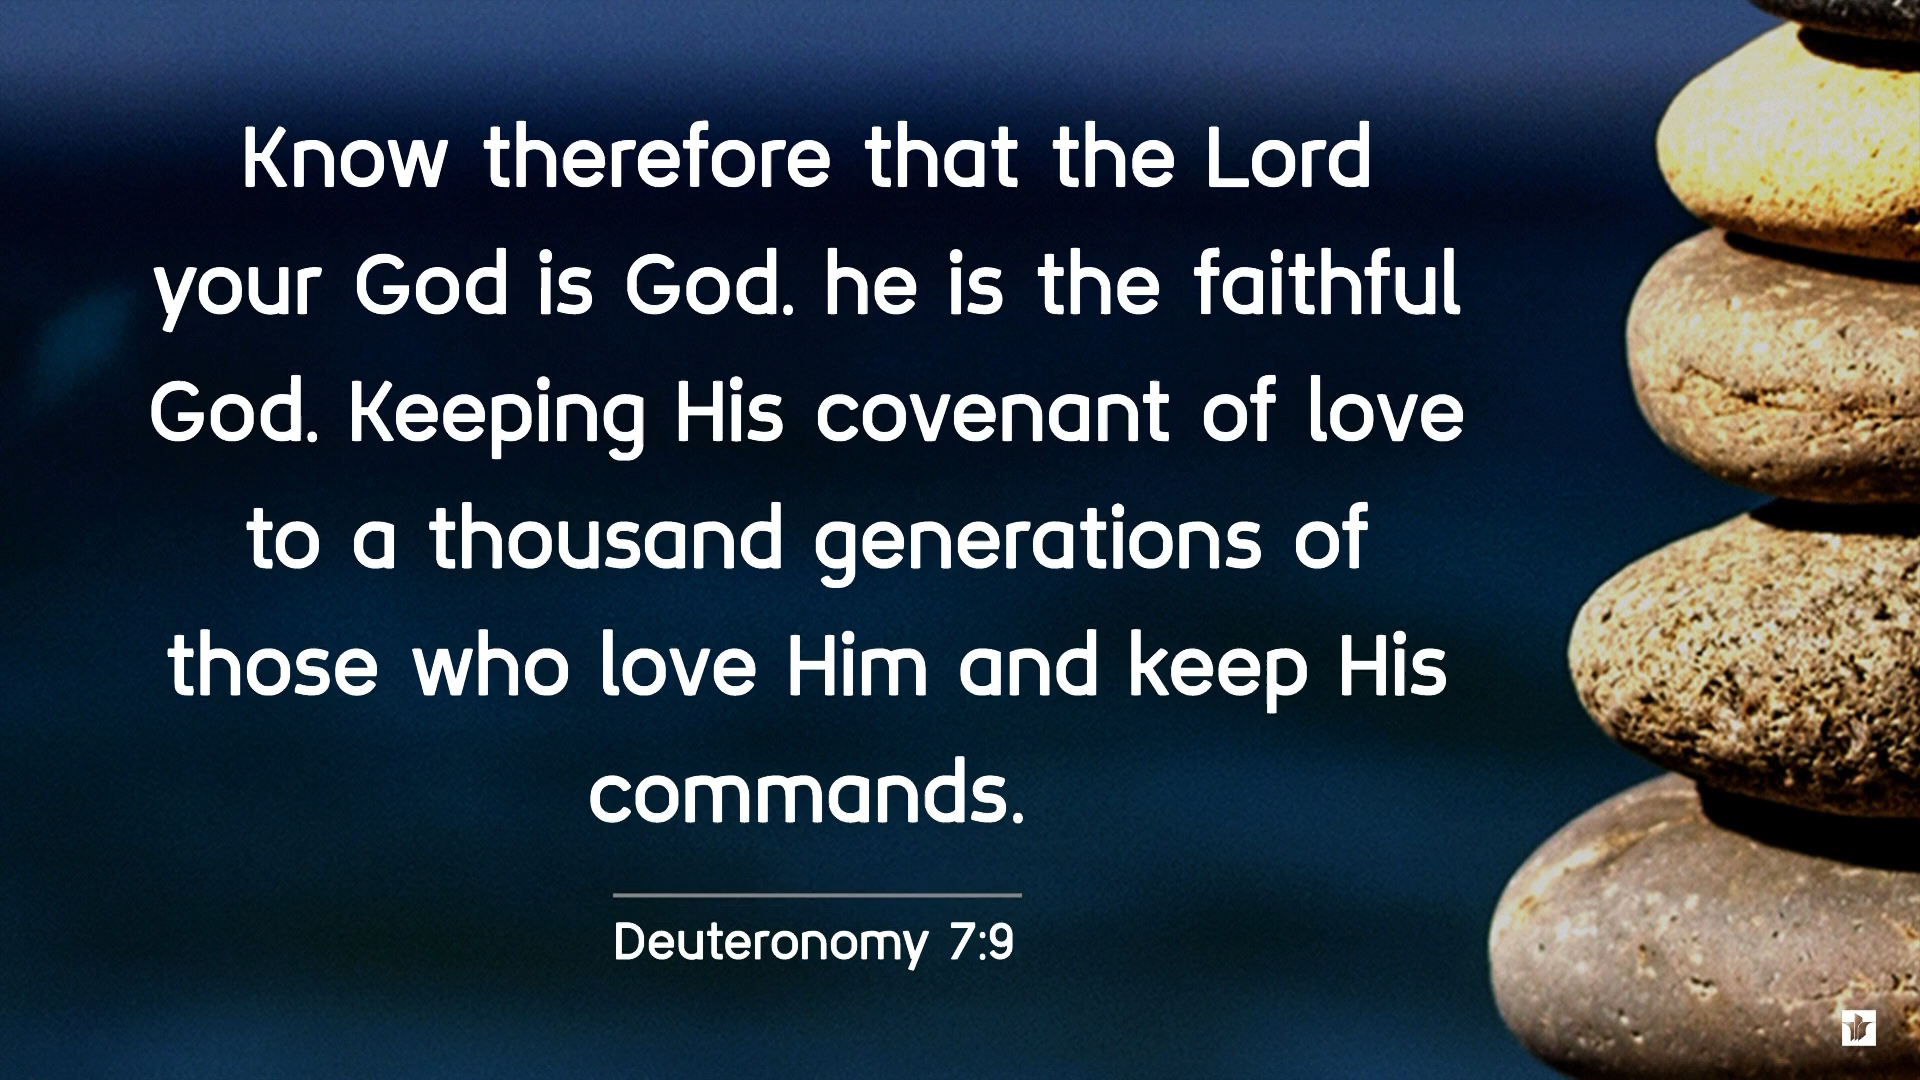 Know therefore that the Lord
your God is God. he is the faithful
God. Keeping His covenant of love
to a thousand generations of
those who love Him and keep His
commands.
Deuteronomy 7:9